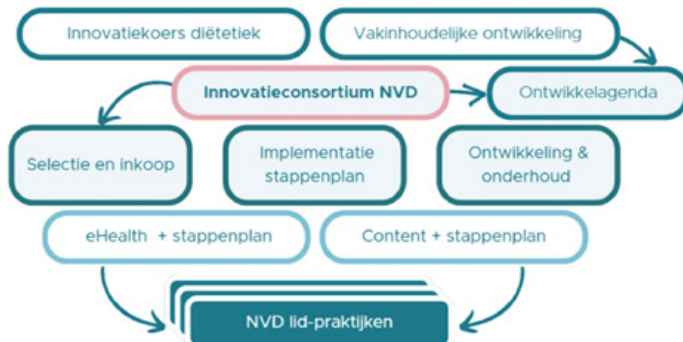 Innovatiekoers diëtetiek
Vakinhoudelijke ontwikkeling
Innovatieconsortium NVD
Ontwikkelagenda
Selectie en inkoop
Implementatie
stappenplan
Ontwikkeling &
onderhoud
eHealth + stappenplan
Content + stappenplan
NVD lid-praktijken